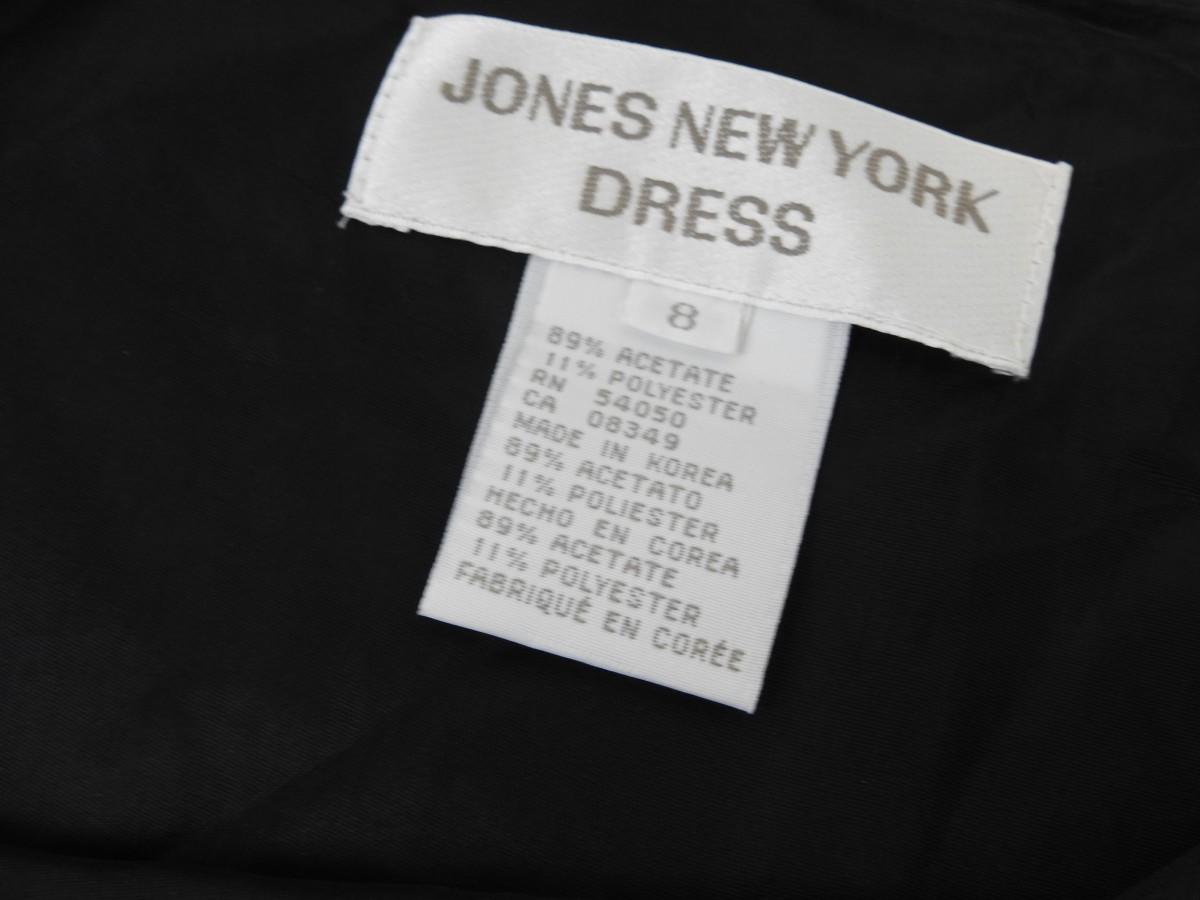 JONES NEW YORK
DRESS
8
89% ACETATE
11% POLYESTER
RN 54050
CA 08349
MADE IN KOREA
89% ACETATO
11% POLIESTER
HECHO EN COREA
89% ACETATE
11% POLYESTER
FABRIQUÉ EN CORÉE